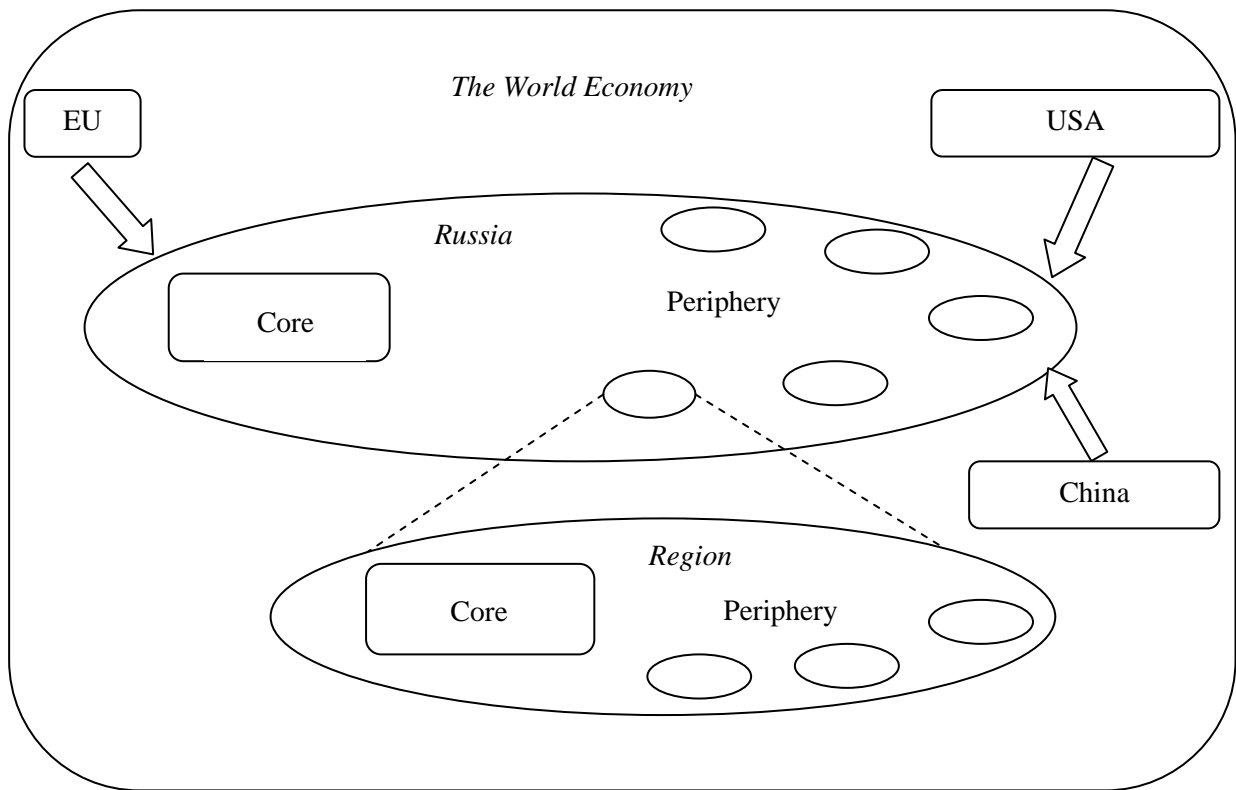 The World Economy
EU
USA
Russia
Periphery
Core
China
Region
Core
Periphery